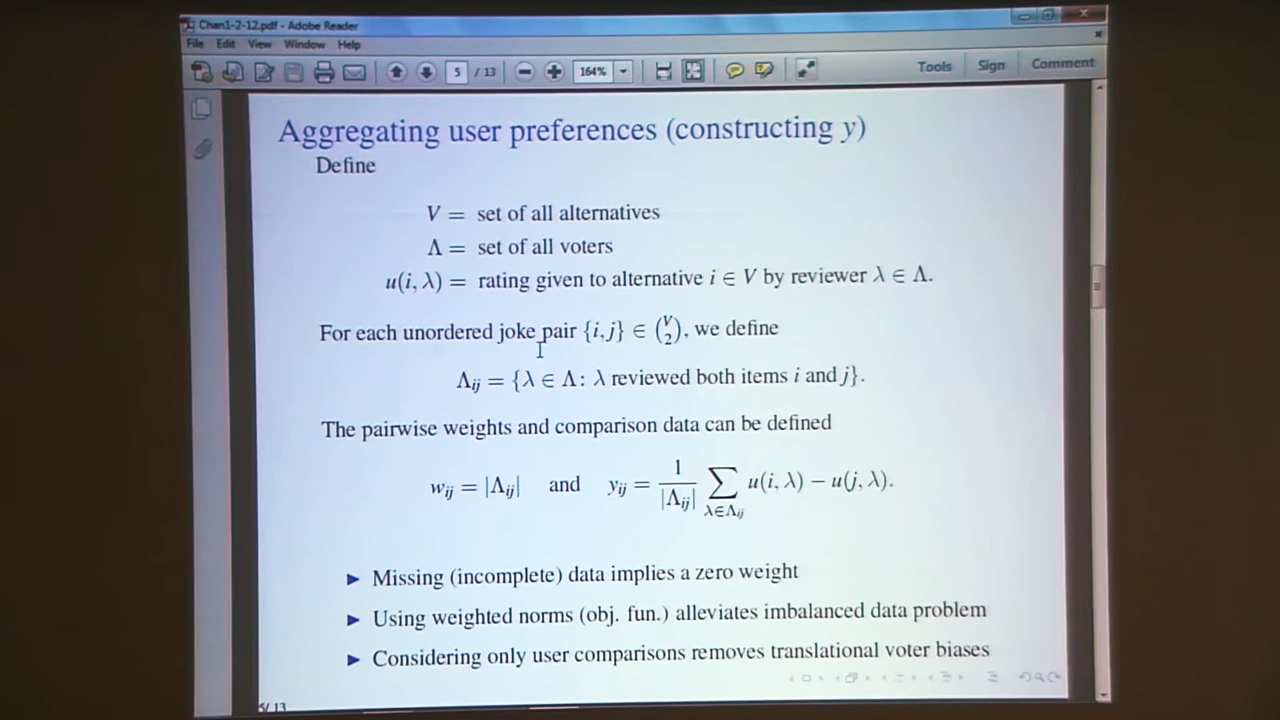 Chan1-2-12.pdf - Adobe Reader
File Edit View Window Help
5 / 13 164% Tools Sign Comment
Aggregating user preferences (constructing y)
Define
V = set of all alternatives
Λ = set of all voters
u(i, λ) = rating given to alternative i ∈ V by reviewer λ ∈ Λ.
For each unordered joke pair {i,j} ∈ (V 2), we define
Λij = {λ ∈ Λ: λ reviewed both items i and j}.
The pairwise weights and comparison data can be defined
wij = |Λij| and yij = 1/|Λij| ∑λ∈Λij u(i, λ) − u(j, λ).
► Missing (incomplete) data implies a zero weight
► Using weighted norms (obj. fun.) alleviates imbalanced data problem
► Considering only user comparisons removes translational voter biases
5/ 13